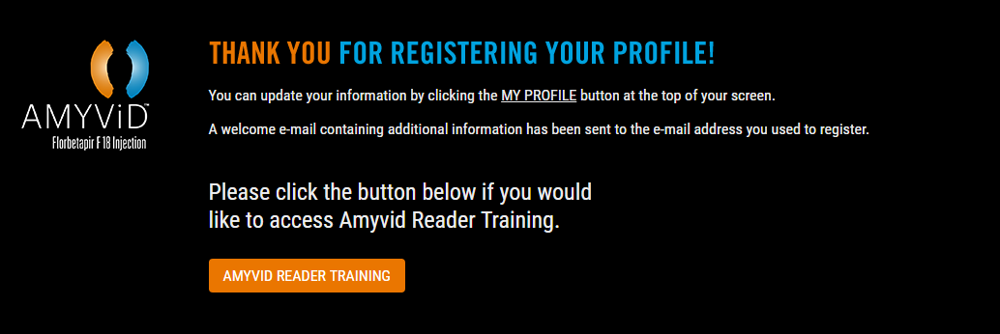 THANK YOU FOR REGISTERING YOUR PROFILE!
You can update your information by clicking the MY PROFILE button at the top of your screen.
A welcome e-mail containing additional information has been sent to the e-mail address you used to register.
AMYViD™
Florbetapir F 18 Injection
Please click the button below if you would
like to access Amyvid Reader Training.
AMYVID READER TRAINING